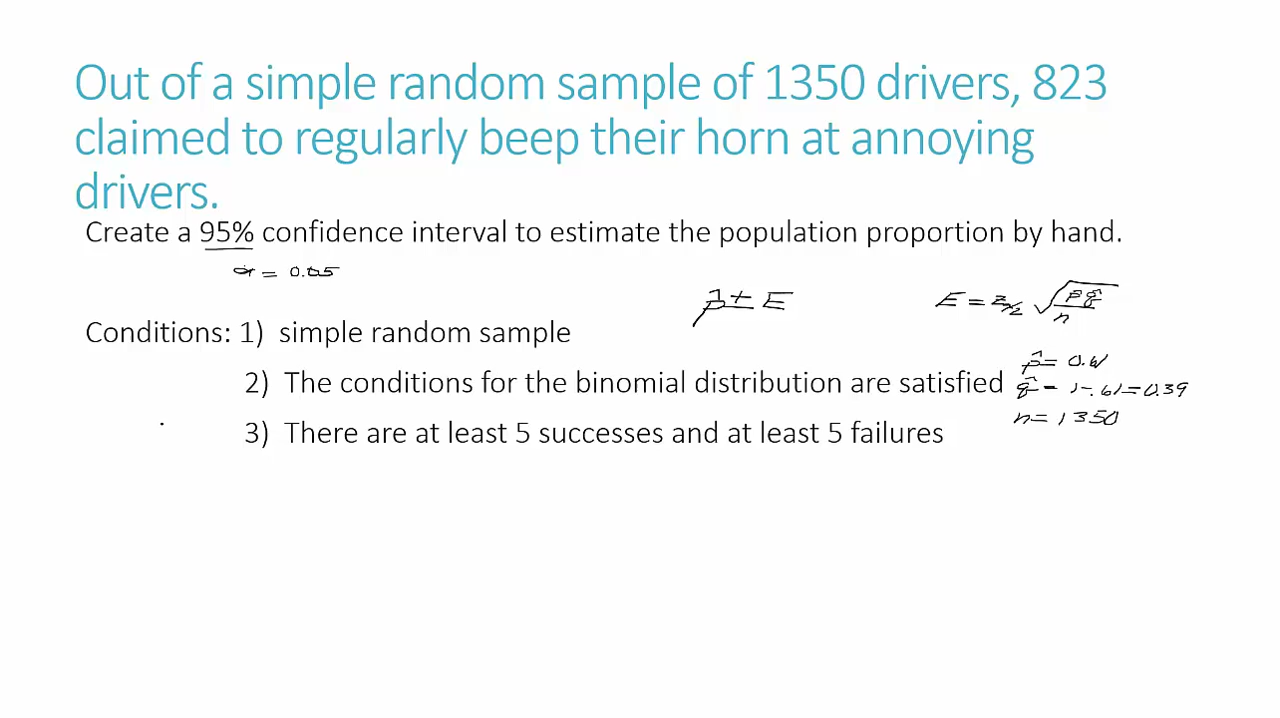 Out of a simple random sample of 1350 drivers, 823
claimed to regularly beep their horn at annoying
drivers.
Create a 95% confidence interval to estimate the population proportion by hand.
α = 0.05
p̂ ± E
E = z α/2 √ p̂ q̂ / n
Conditions: 1) simple random sample
p̂ = 0.61
2) The conditions for the binomial distribution are satisfied
q̂ = 1-.61 = 0.39
n = 1350
3) There are at least 5 successes and at least 5 failures